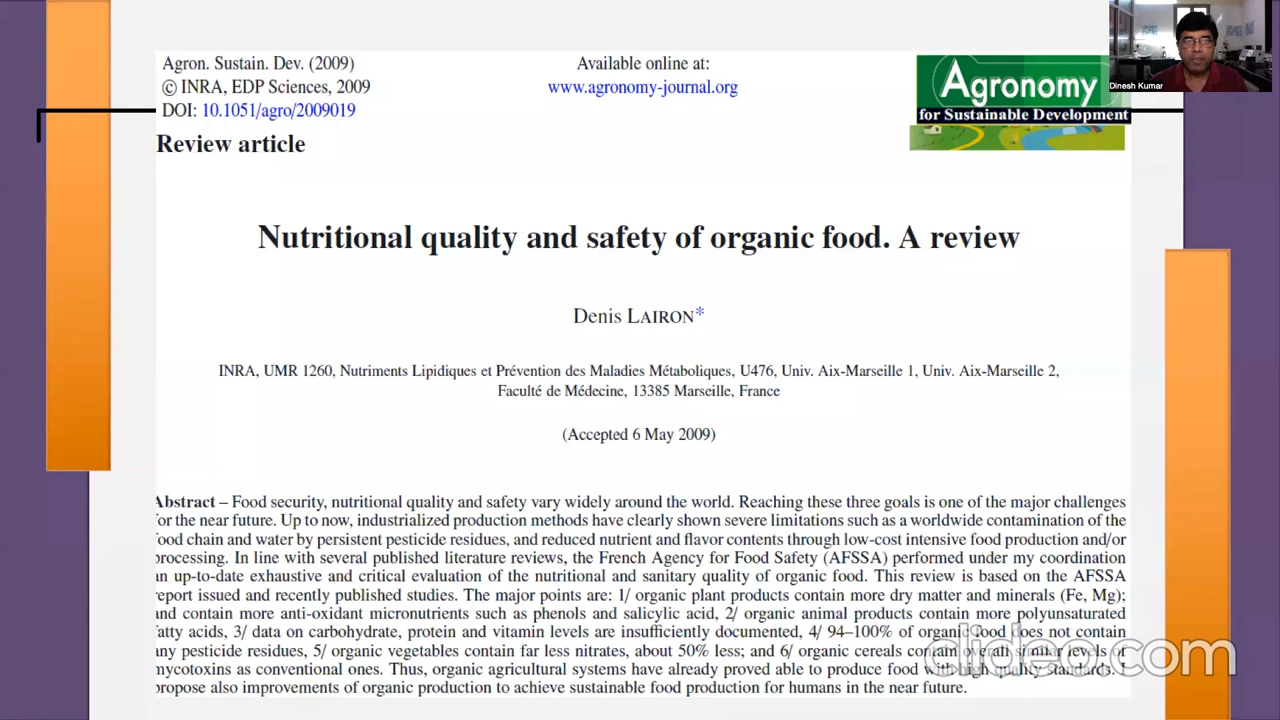 Agron. Sustain. Dev. (2009)
© INRA, EDP Sciences, 2009
DOI: 10.1051/agro/2009019
Available online at:
www.agronomy-journal.org
Agronomy
for Sustainable Development
Dinesh Kumar
Review article
Nutritional quality and safety of organic food. A review
Denis LAIRON*
INRA, UMR 1260, Nutriments Lipidiques et Prévention des Maladies Métaboliques, U476, Univ. Aix-Marseille 1, Univ. Aix-Marseille 2,
Faculté de Médecine, 13385 Marseille, France
(Accepted 6 May 2009)
Abstract – Food security, nutritional quality and safety vary widely around the world. Reaching these three goals is one of the major challenges
for the near future. Up to now, industrialized production methods have clearly shown severe limitations such as a worldwide contamination of the
food chain and water by persistent pesticide residues, and reduced nutrient and flavor contents through low-cost intensive food production and/or
processing. In line with several published literature reviews, the French Agency for Food Safety (AFSSA) performed under my coordination
an up-to-date exhaustive and critical evaluation of the nutritional and sanitary quality of organic food. This review is based on the AFSSA
report issued and recently published studies. The major points are: 1/ organic plant products contain more dry matter and minerals (Fe, Mg);
and contain more anti-oxidant micronutrients such as phenols and salicylic acid, 2/ organic animal products contain more polyunsaturated
fatty acids, 3/ data on carbohydrate, protein and vitamin levels are insufficiently documented, 4/ 94–100% of organic food does not contain
any pesticide residues, 5/ organic vegetables contain far less nitrates, about 50% less; and 6/ organic cereals contain overall similar levels of
mycotoxins as conventional ones. Thus, organic agricultural systems have already proved able to produce food with high quality standards.
propose also improvements of organic production to achieve sustainable food production for humans in the near future.
clideo.com